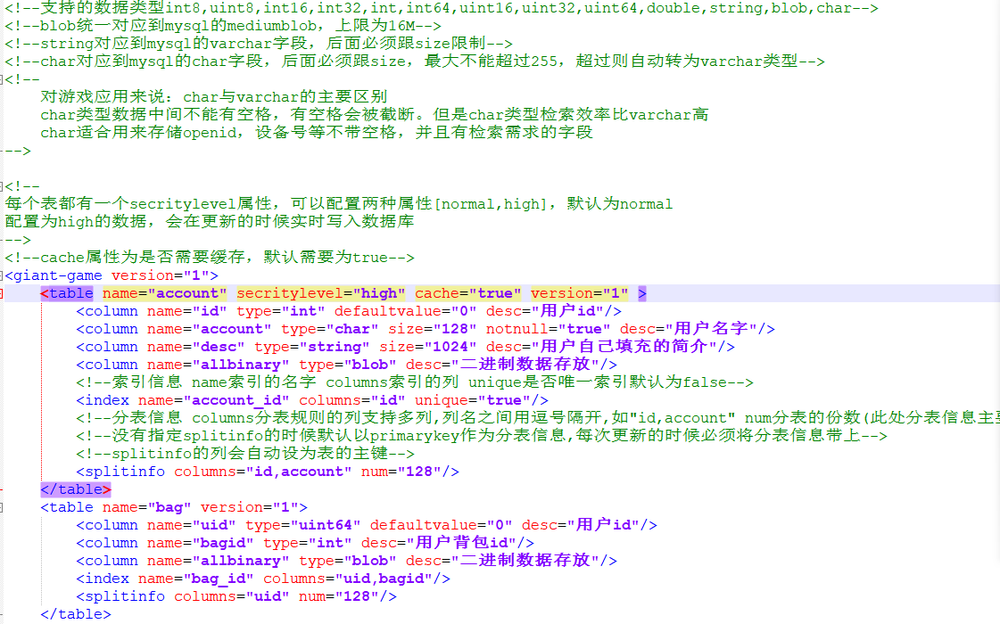 <!--支持的数据类型int8,uint8,int16,int32,int,int64,uint16,uint32,uint64,double,string,blob,char-->
<!--blob统一对应到mysql的mediumblob，上限为16M-->
<!--string对应到mysql的varchar字段，后面必须跟size限制-->
<!--char对应到mysql的char字段，后面必须跟size，最大不能超过255，超过则自动转为varchar类型-->
<!--
对游戏应用来说：char与varchar的主要区别
char类型数据中间不能有空格，有空格会被截断。但是char类型检索效率比varchar高
char适合用来存储openid，设备号等不带空格，并且有检索需求的字段
-->
<!--
每个表都有一个secritylevel属性，可以配置两种属性[normal,high]，默认为normal
配置为high的数据，会在更新的时候实时写入数据库
-->
<!--cache属性为是否需要缓存，默认需要为true-->
<giant-game version="1">
<table name="account" secritylevel="high" cache="true" version="1" >
<column name="id" type="int" defaultvalue="0" desc="用户id"/>
<column name="account" type="char" size="128" notnull="true" desc="用户名字"/>
<column name="desc" type="string" size="1024" desc="用户自己填充的简介"/>
<column name="allbinary" type="blob" desc="二进制数据存放"/>
<!--索引信息 name索引的名字 columns索引的列 unique是否唯一索引默认为false-->
<index name="account_id" columns="id" unique="true"/>
<!--分表信息 columns分表规则的列支持多列,列名之间用逗号隔开,如"id,account" num分表的份数(此处分表信息主
<!--没有指定splitinfo的时候默认以primarykey作为分表信息,每次更新的时候必须将分表信息带上-->
<!--splitinfo的列会自动设为表的主键-->
<splitinfo columns="id,account" num="128"/>
</table>
<table name="bag" version="1">
<column name="uid" type="uint64" defaultvalue="0" desc="用户id"/>
<column name="bagid" type="int" desc="用户背包id"/>
<column name="allbinary" type="blob" desc="二进制数据存放"/>
<index name="bag_id" columns="uid,bagid"/>
<splitinfo columns="uid" num="128"/>
</table>